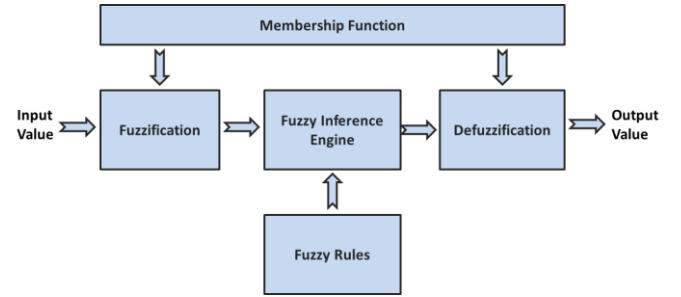 Membership Function
Input
Value
Fuzzification
Fuzzy Inference
Engine
Defuzzification
Output
Value
Fuzzy Rules